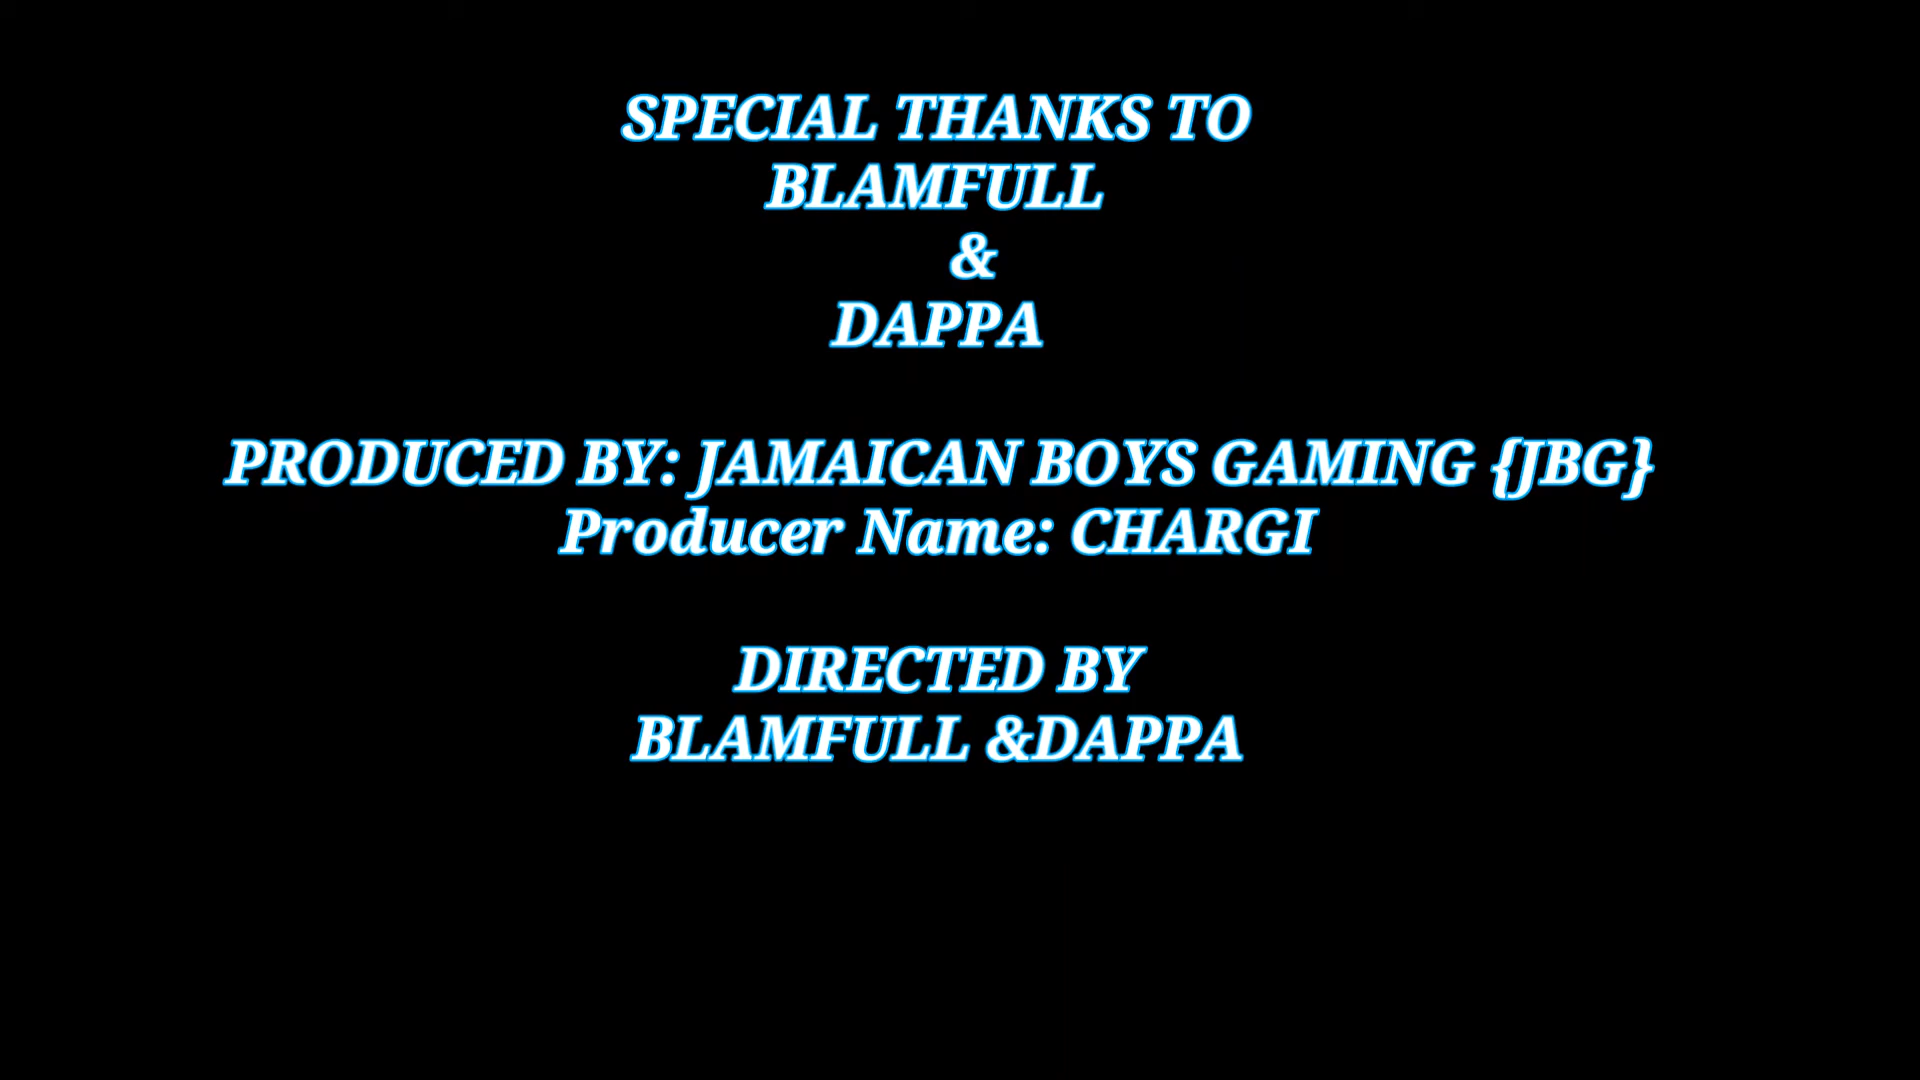 SPECIAL THANKS TO
BLAMFULL
&
DAPPA
PRODUCED BY: JAMAICAN BOYS GAMING {JBG}
Producer Name: CHARGI
DIRECTED BY
BLAMFULL &DAPPA